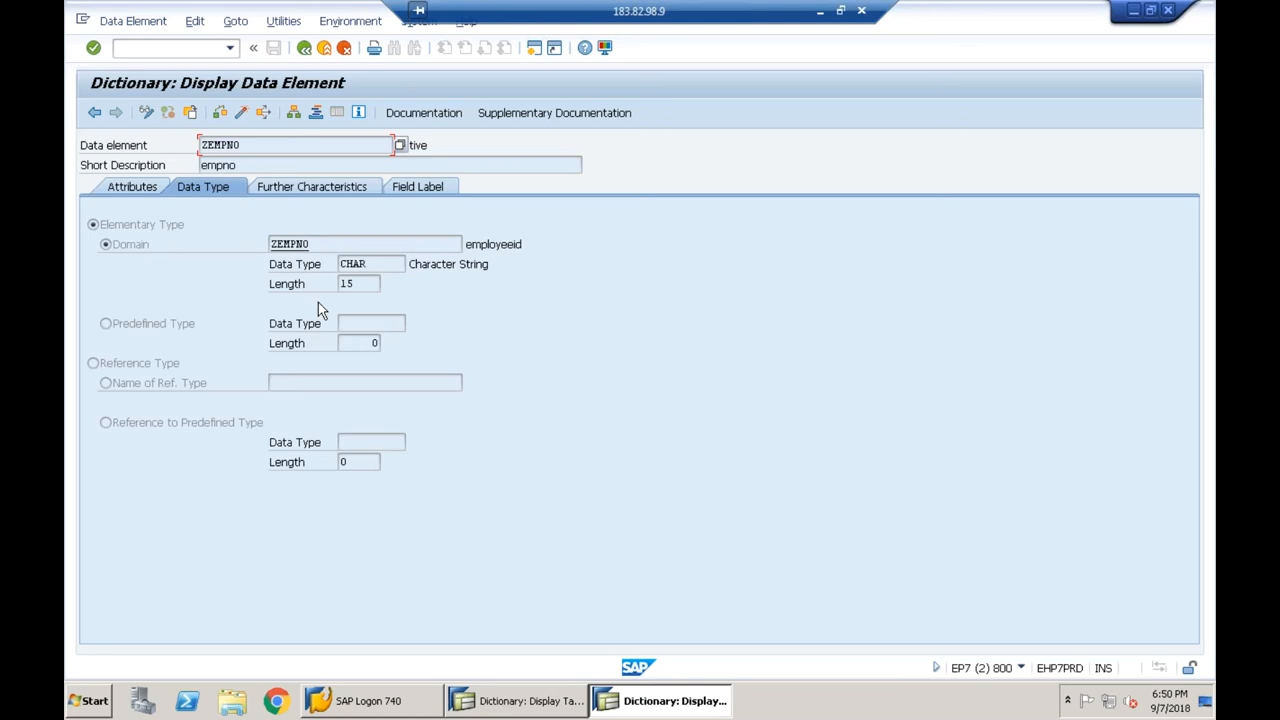 183.82.98.9
Data Element Edit Goto Utilities Environment
Dictionary: Display Data Element
Documentation Supplementary Documentation
Data element ZEMPNO tive
Short Description empno
Attributes Data Type Further Characteristics Field Label
Elementary Type
Domain ZEMPNO employeeid
Data Type CHAR Character String
Length 15
Predefined Type Data Type
Length 0
Reference Type
Name of Ref. Type
Reference to Predefined Type
Data Type
Length 0
SAP
EP7 (2) 800 EHP7PRD INS
Start SAP Logon 740 Dictionary: Display Ta... Dictionary: Display... 6:50 PM
9/7/2018